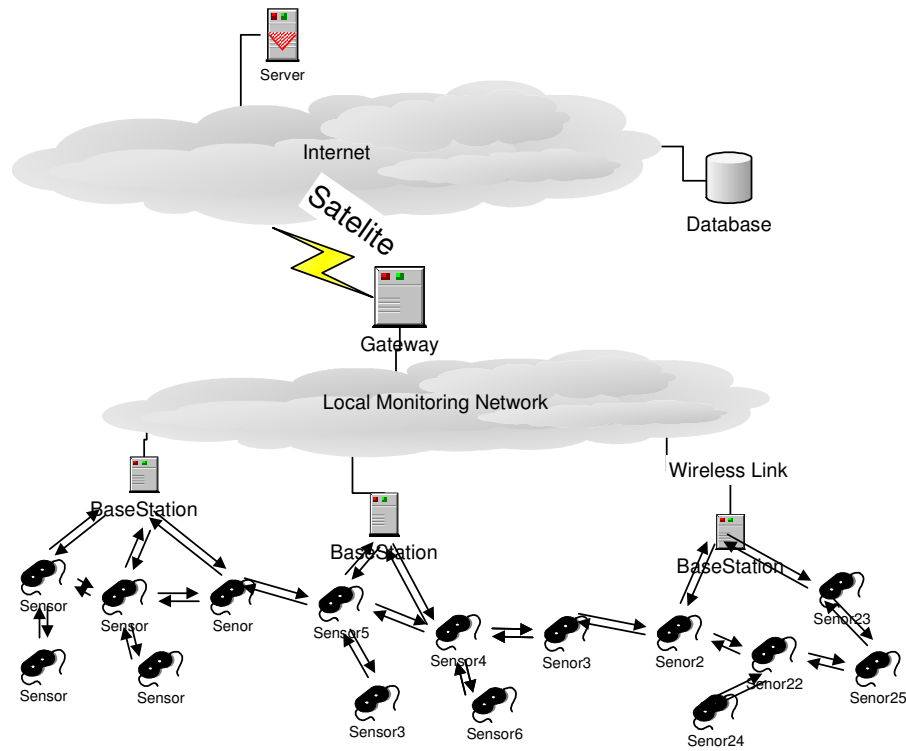 Server
Internet
Satelite
Database
Gateway
Local Monitoring Network
Wireless Link
BaseStation
BaseStation
BaseStation
Sensor
Sensor
Senor
Sensor5
Sensor4
Senor3
Senor2
Senor23
Sensor
Sensor
Senor22
Senor25
Sensor3
Sensor6
Senor24